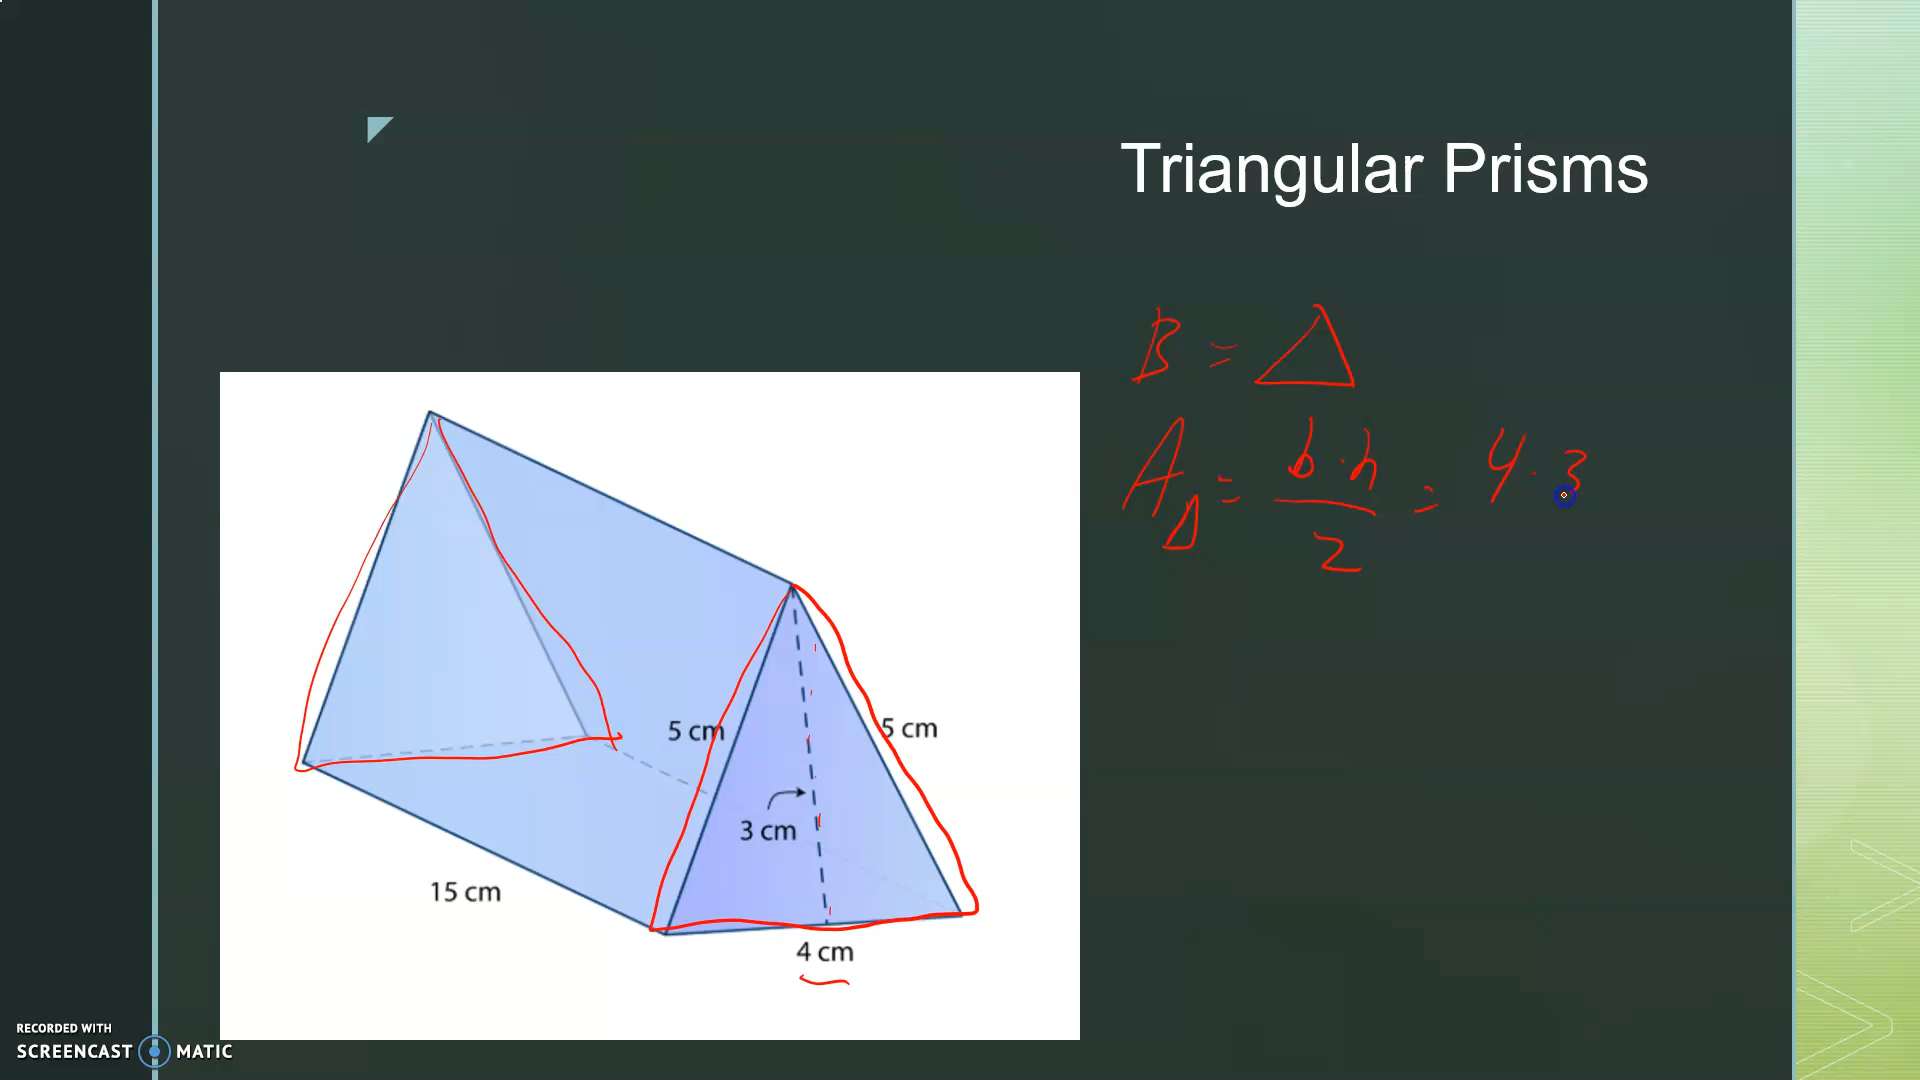 Triangular Prisms
B = △
A△ = b·h/2 = 4·3
5 cm
5 cm
3 cm
15 cm
4 cm
RECORDED WITH
SCREENCAST MATIC